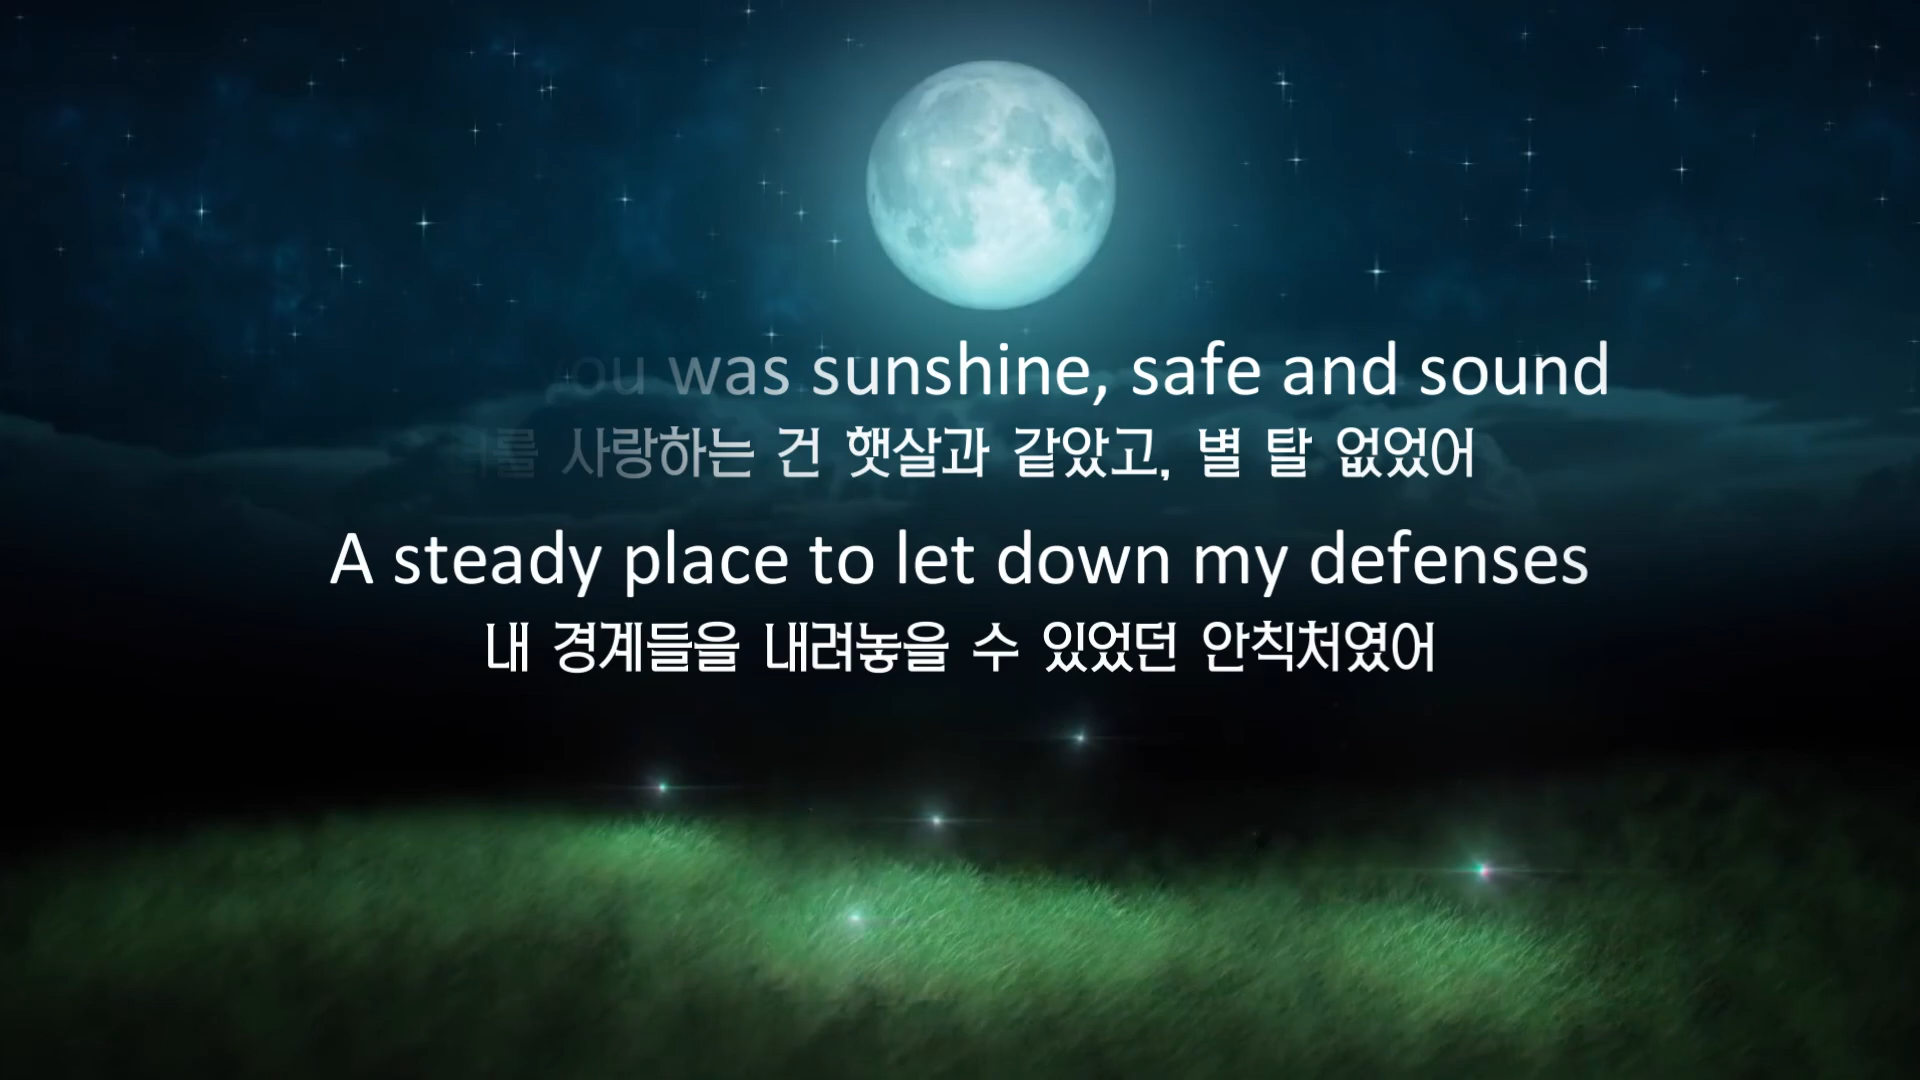 you was sunshine, safe and sound
를 사랑하는 건 햇살과 같았고, 별 탈 없었어
A steady place to let down my defenses
내 경계들을 내려놓을 수 있었던 안칙처였어